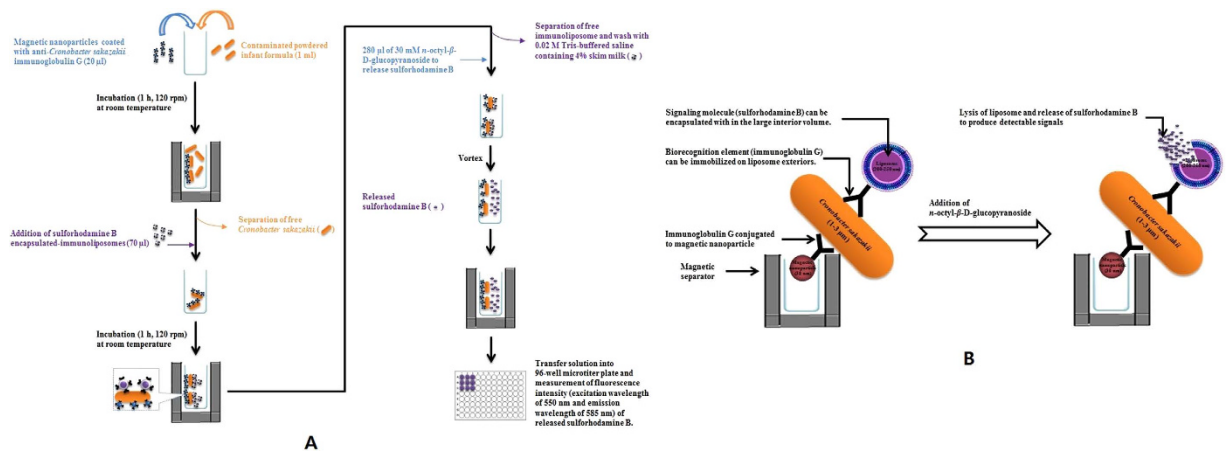 Magnetic nanoparticles coated
with anti-Cronobacter sakazakii
immunoglobulin G (20 µl)
Contaminated powdered
infant formula (1 ml)
Incubation (1 h, 120 rpm)
at room temperature
Separation of free
Cronobacter sakazakii (
)
Addition of sulforhodamine B
encapsulated-immunoliposomes (70 µl)
Incubation (1 h, 120 rpm)
at room temperature
A
Separation of free
immunoliposome and wash with
0.02 M Tris-buffered saline
containing 4% skim milk ( )
280 µl of 30 mM n-octyl-β-
D-glucopyranoside to
release sulforhodamine B
Vortex
Released
sulforhodamine B ( )
Transfer solution into
96-well microtiter plate and
measurement of fluorescence
intensity (excitation wavelength
of 550 nm and emission
wavelength of 585 nm) of
released sulforhodamine B.
Signaling molecule (sulforhodamine B) can be
encapsulated with in the large interior volume.
Biorecognition element (immunoglobulin G)
can be immobilized on liposome exteriors.
Liposome
Cronobacter sakazakii
(1-3 µm)
Immunoglobulin G conjugated
to magnetic nanoparticle
Magnetic
separator
Magnetic
nanoparticle
Addition of
n-octyl-β-D-glucopyranoside
Lysis of liposome and release of sulforhodamine B
to produce detectable signals
Cronobacter sakazakii
(1-3 µm)
Magnetic
nanoparticle
B